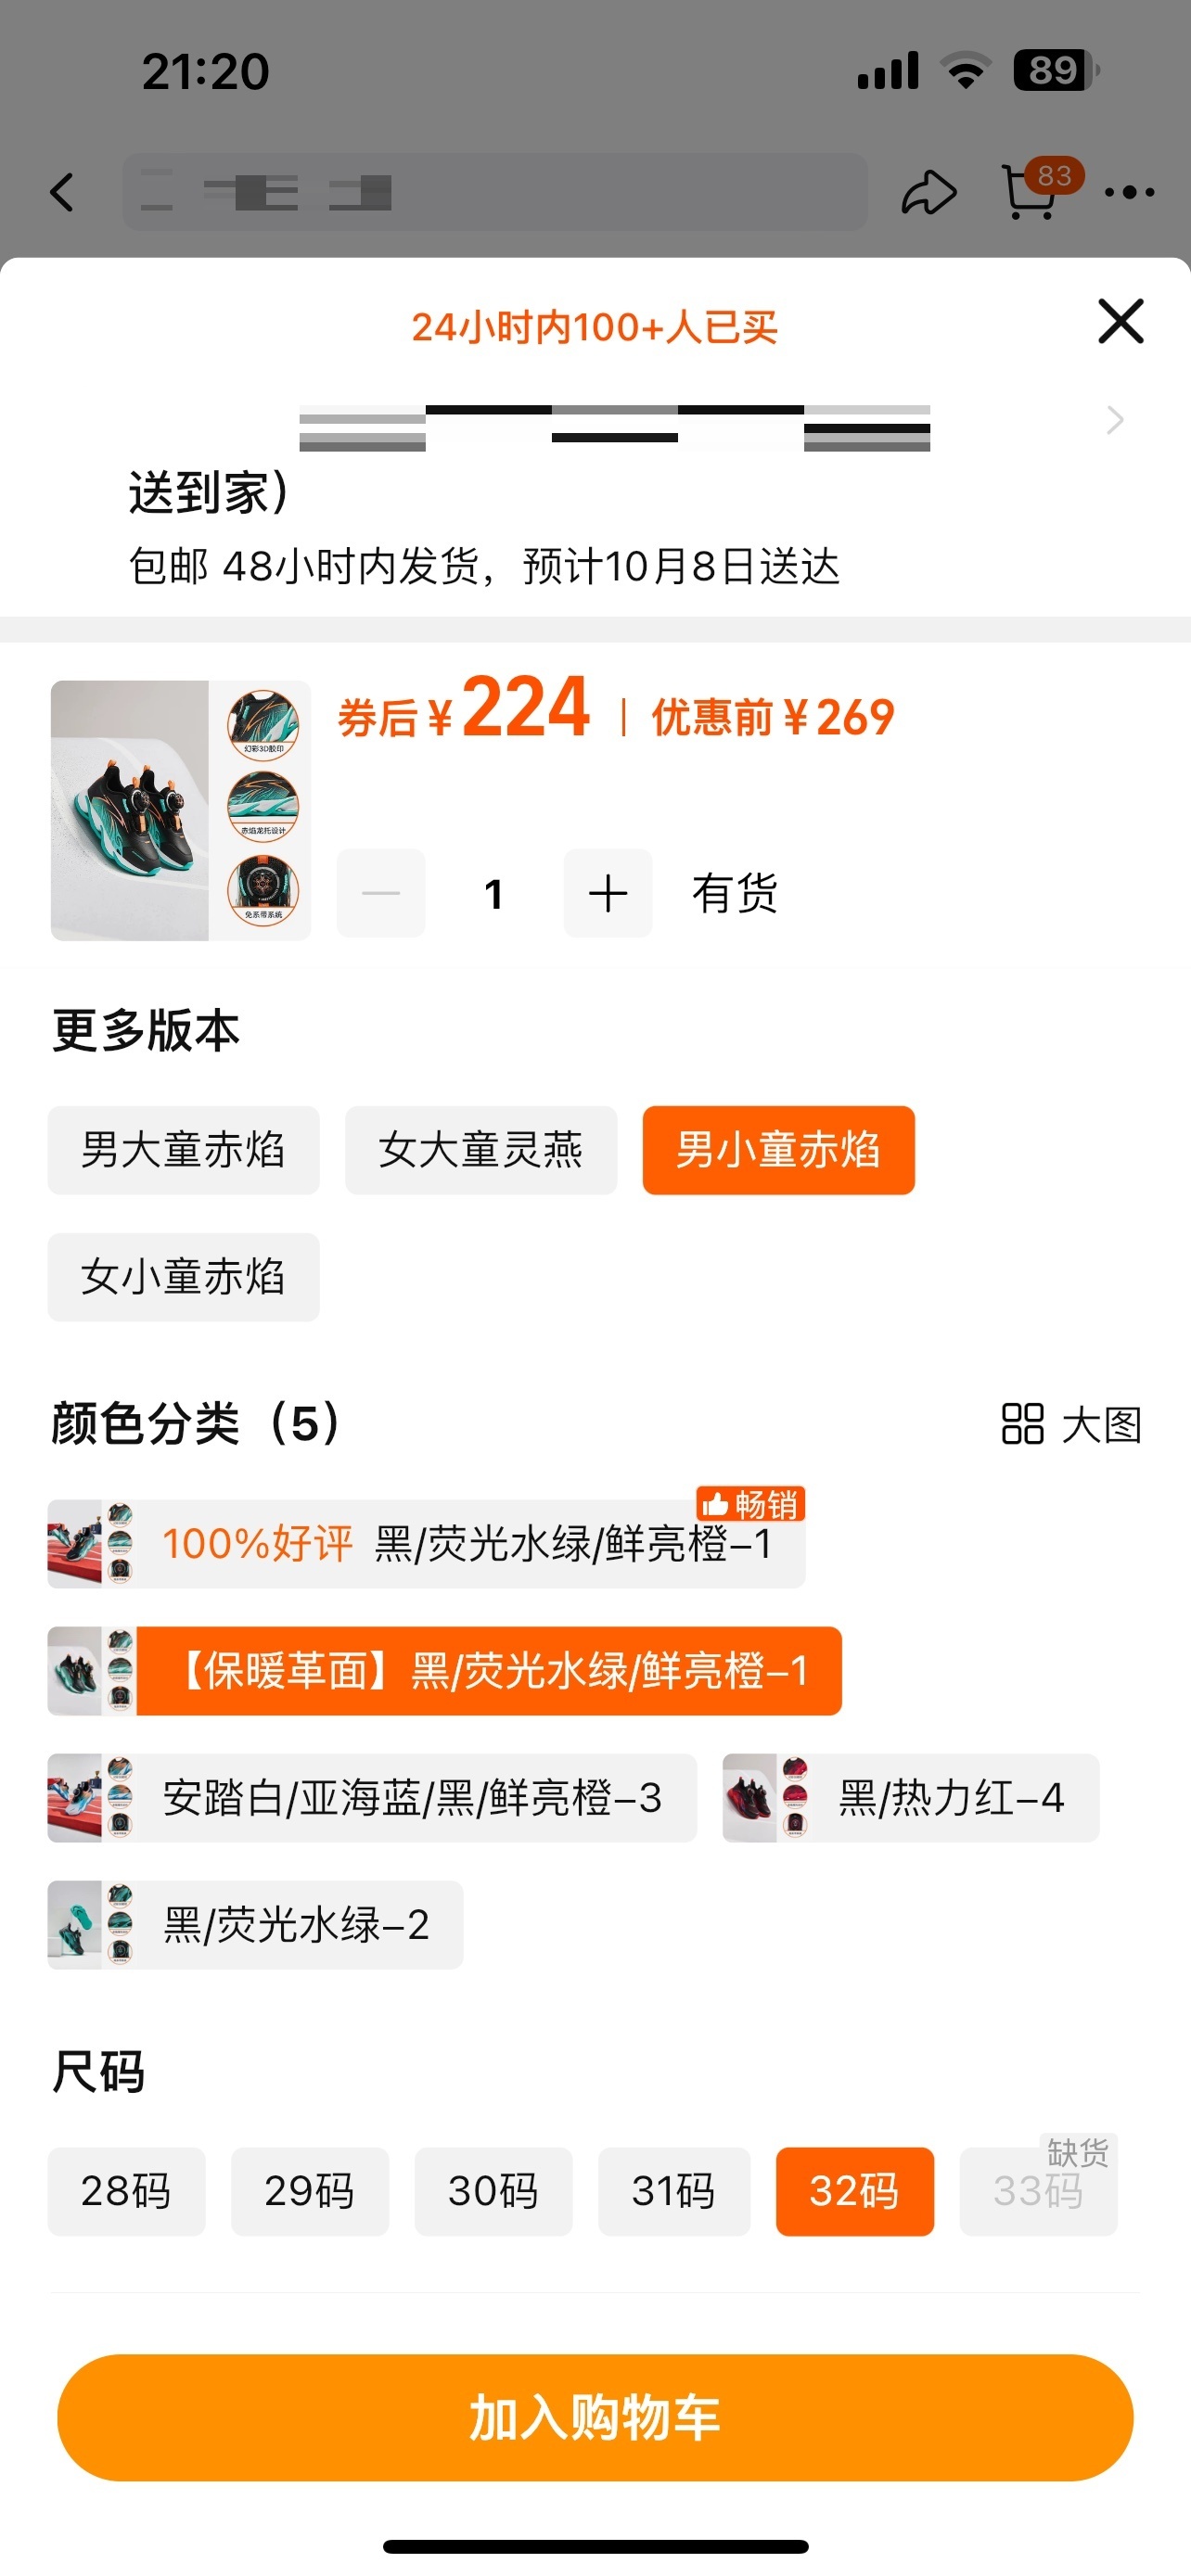 21:20
89
83
24小时内100+人已买
送到家)
包邮 48小时内发货，预计10月8日送达
券后¥224 | 优惠前¥269
幻彩3D胶印
赤焰龙托设计
免系带系统
1 有货
更多版本
男大童赤焰 女大童灵燕 男小童赤焰
女小童赤焰
颜色分类（5） 大图
畅销
100%好评 黑/荧光水绿/鲜亮橙-1
【保暖革面】黑/荧光水绿/鲜亮橙-1
安踏白/亚海蓝/黑/鲜亮橙-3 黑/热力红-4
黑/荧光水绿-2
尺码
缺货
28码 29码 30码 31码 32码 33码
加入购物车